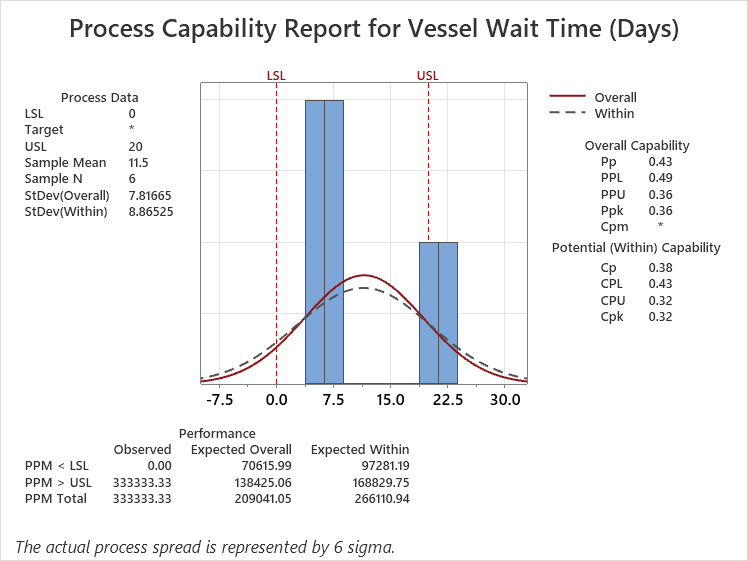 Process Capability Report for Vessel Wait Time (Days)
LSL USL
Process Data
LSL 0
Target *
USL 20
Sample Mean 11.5
Sample N 6
StDev(Overall) 7.81665
StDev(Within) 8.86525
Overall
Within
Overall Capability
Pp 0.43
PPL 0.49
PPU 0.36
Ppk 0.36
Cpm *
Potential (Within) Capability
Cp 0.38
CPL 0.43
CPU 0.32
Cpk 0.32
-7.5 0.0 7.5 15.0 22.5 30.0
Performance
Observed Expected Overall Expected Within
PPM < LSL 0.00 70615.99 97281.19
PPM > USL 333333.33 138425.06 168829.75
PPM Total 333333.33 209041.05 266110.94
The actual process spread is represented by 6 sigma.